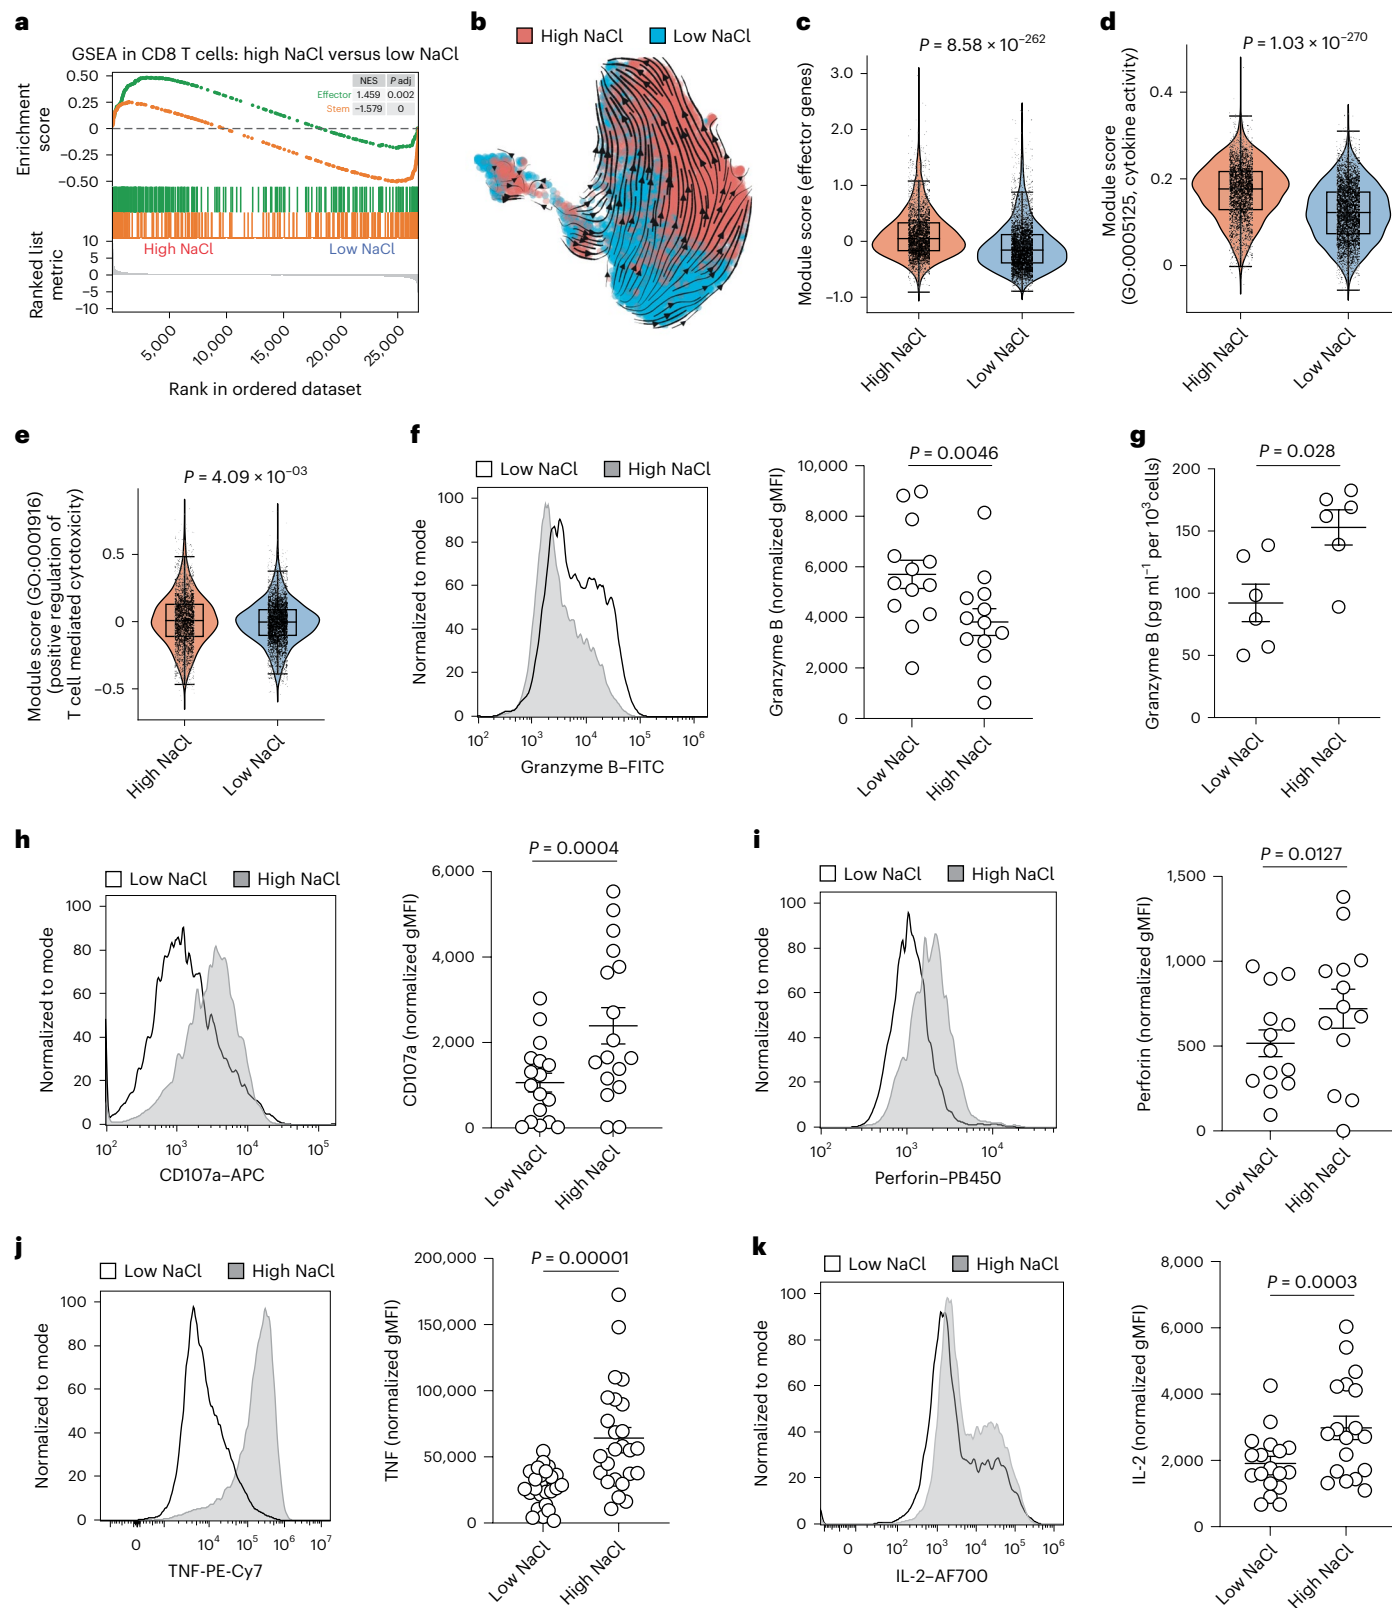 a
GSEA in CD8 T cells: high NaCl versus low NaCl
Enrichment
score
0.50
0.25
0
−0.25
−0.50
NES P adj
Effector 1.459 0.002
Stem −1.579 0
High NaCl Low NaCl
Ranked list
metric
10
5
0
−5
−10
5,000 10,000 15,000 20,000 25,000
Rank in ordered dataset
b
High NaCl Low NaCl
c
P = 8.58 × 10−262
Module score (effector genes)
3.0
2.0
1.0
0
−1.0
High NaCl Low NaCl
d
P = 1.03 × 10−270
Module score
(GO:0005125, cytokine activity)
0.4
0.2
0
High NaCl Low NaCl
e
P = 4.09 × 10−03
Module score (GO:0001916)
(positive regulation of
T cell mediated cytotoxicity)
0.5
0
−0.5
High NaCl Low NaCl
f
Low NaCl High NaCl
Normalized to mode
100
80
60
40
20
0
102 103 104 105 106
Granzyme B–FITC
P = 0.0046
Granzyme B (normalized gMFI)
10,000
8,000
6,000
4,000
2,000
0
Low NaCl High NaCl
g
P = 0.028
Granzyme B (pg ml−1 per 103 cells)
200
150
100
50
0
Low NaCl High NaCl
h
Low NaCl High NaCl
Normalized to mode
100
80
60
40
20
0
102 103 104 105
CD107a–APC
P = 0.0004
CD107a (normalized gMFI)
6,000
4,000
2,000
0
Low NaCl High NaCl
i
Low NaCl High NaCl
Normalized to mode
100
80
60
40
20
0
102 103 104
Perforin–PB450
P = 0.0127
Perforin (normalized gMFI)
1,500
1,000
500
0
Low NaCl High NaCl
j
Low NaCl High NaCl
Normalized to mode
100
80
60
40
20
0
0 104 105 106 107
TNF-PE-Cy7
P = 0.00001
TNF (normalized gMFI)
200,000
150,000
100,000
50,000
0
Low NaCl High NaCl
k
Low NaCl High NaCl
Normalized to mode
100
80
60
40
20
0
0 102 103 104 105 106
IL-2–AF700
P = 0.0003
IL-2 (normalized gMFI)
8,000
6,000
4,000
2,000
0
Low NaCl High NaCl